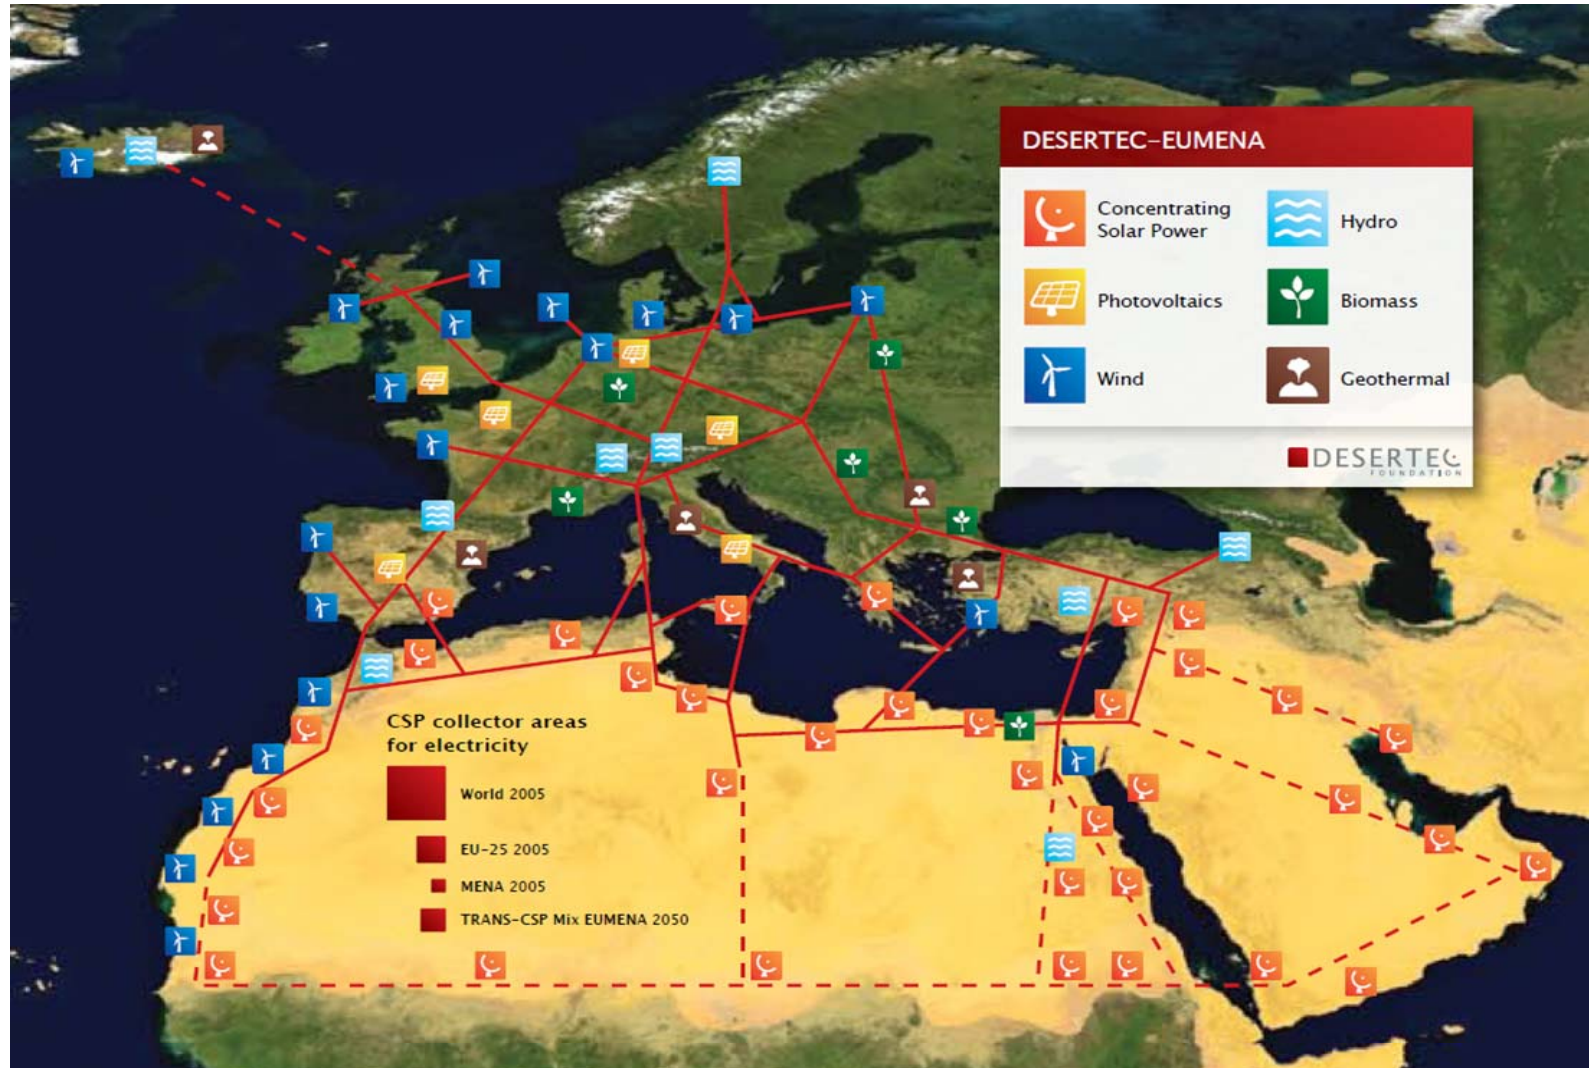 DESERTEC-EUMENA
Concentrating
Solar Power
Hydro
Photovoltaics
Biomass
Wind
Geothermal
DESERTEC
FOUNDATION
CSP collector areas
for electricity
World 2005
EU-25 2005
MENA 2005
TRANS-CSP Mix EUMENA 2050